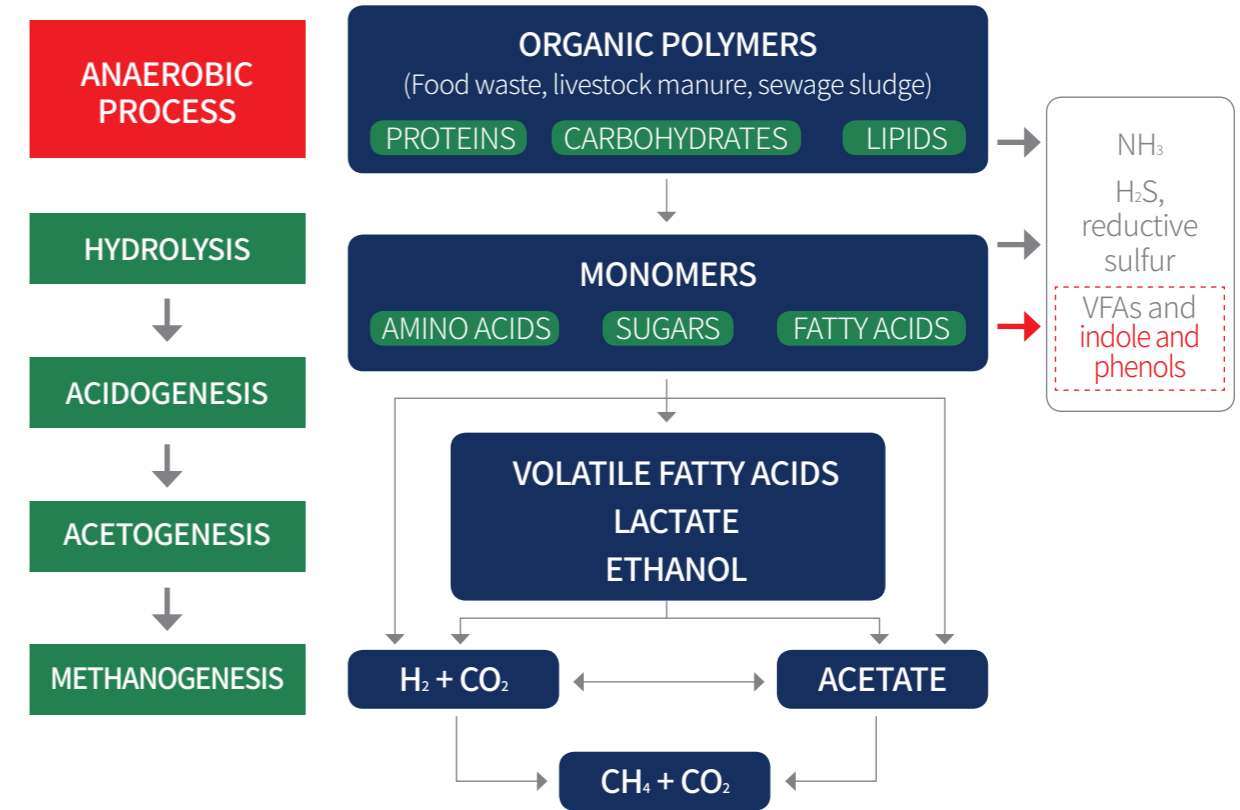 ANAEROBIC
PROCESS
HYDROLYSIS
ACIDOGENESIS
ACETOGENESIS
METHANOGENESIS
ORGANIC POLYMERS
(Food waste, livestock manure, sewage sludge)
PROTEINS CARBOHYDRATES LIPIDS
MONOMERS
AMINO ACIDS SUGARS FATTY ACIDS
VOLATILE FATTY ACIDS
LACTATE
ETHANOL
H₂ + CO₂ ACETATE
CH₄ + CO₂
NH₃
H₂S,
reductive
sulfur
VFAs and
indole and
phenols